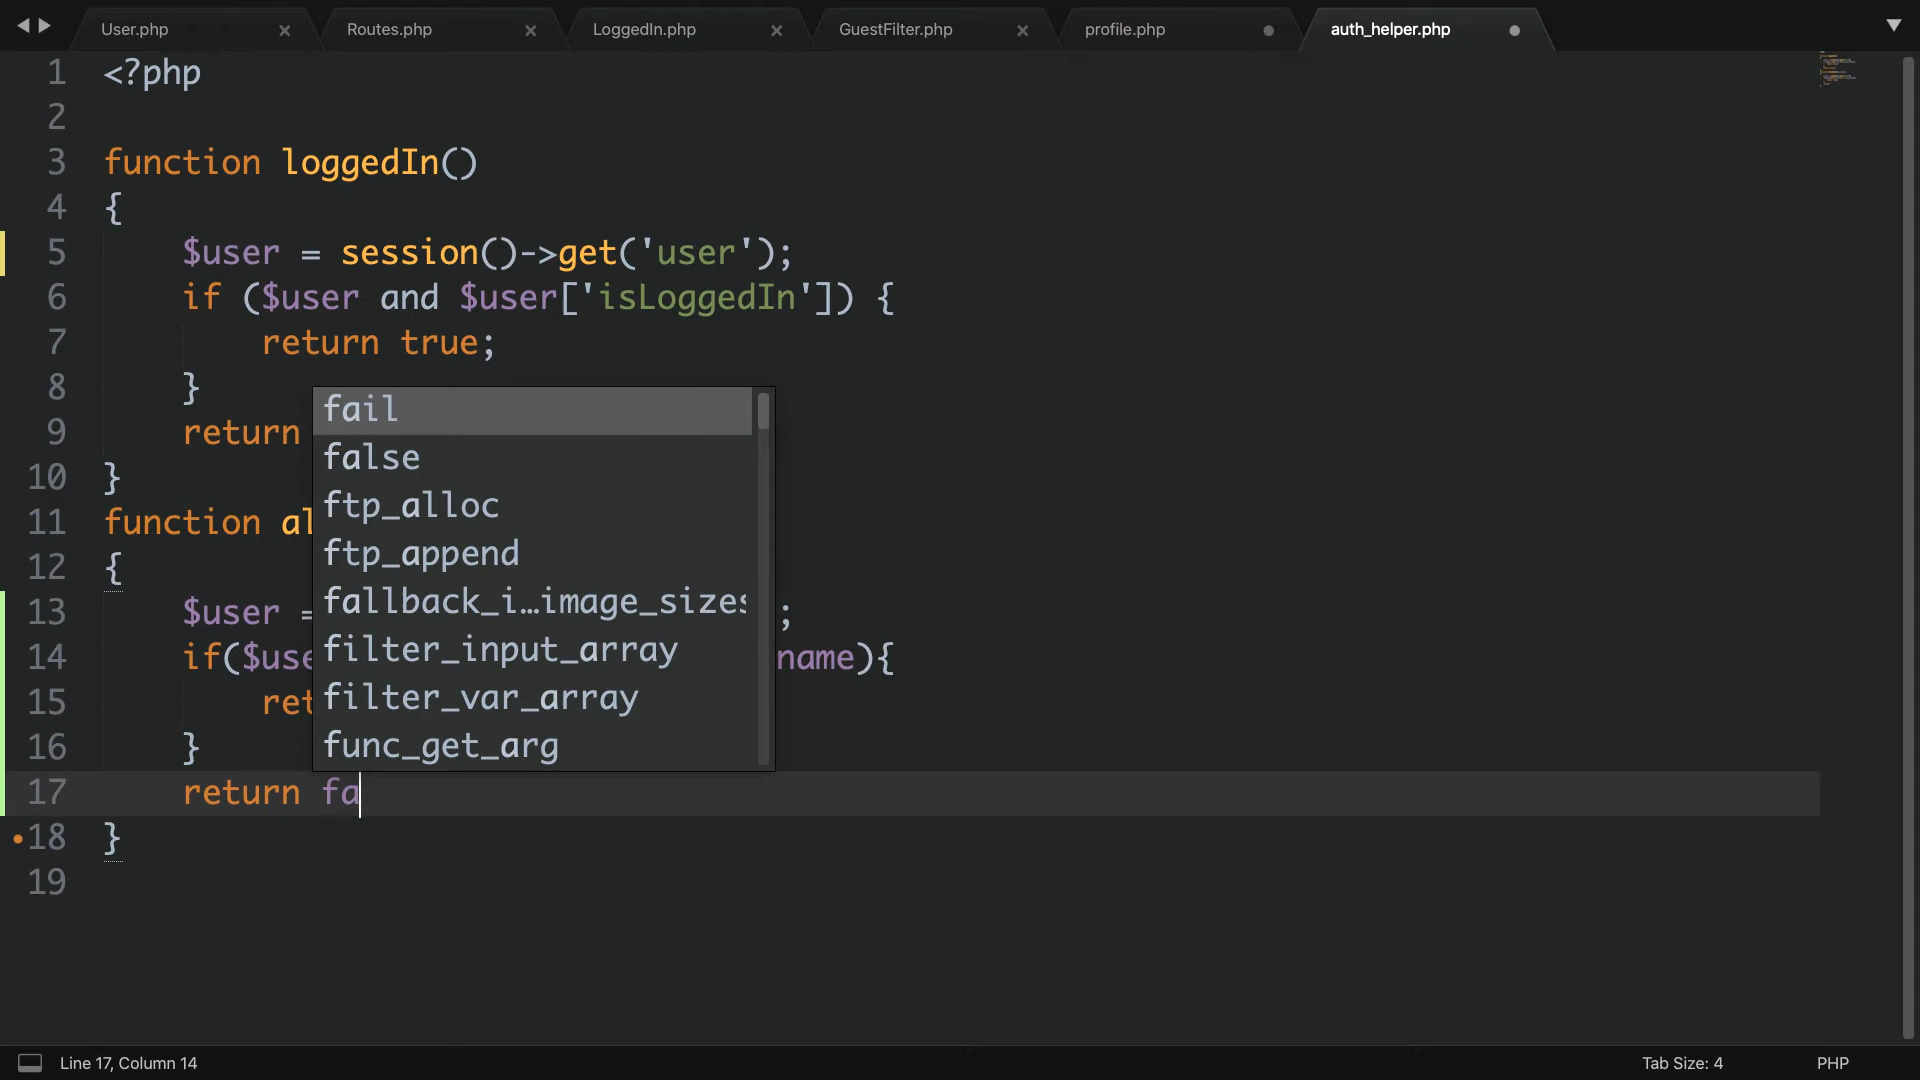 User.php × Routes.php × LoggedIn.php × GuestFilter.php × profile.php auth_helper.php
1 <?php
2
3 function loggedIn()
4 {
5 $user = session()->get('user');
6 if ($user and $user['isLoggedIn']) {
7 return true;
8 }
9 return
10 }
11 function al
12 {
13 $user = ;
14 if($use name){
15 ret
16 }
17 return fa
18 }
19
fail
false
ftp_alloc
ftp_append
fallback_i…image_sizes
filter_input_array
filter_var_array
func_get_arg
Line 17, Column 14 Tab Size: 4 PHP